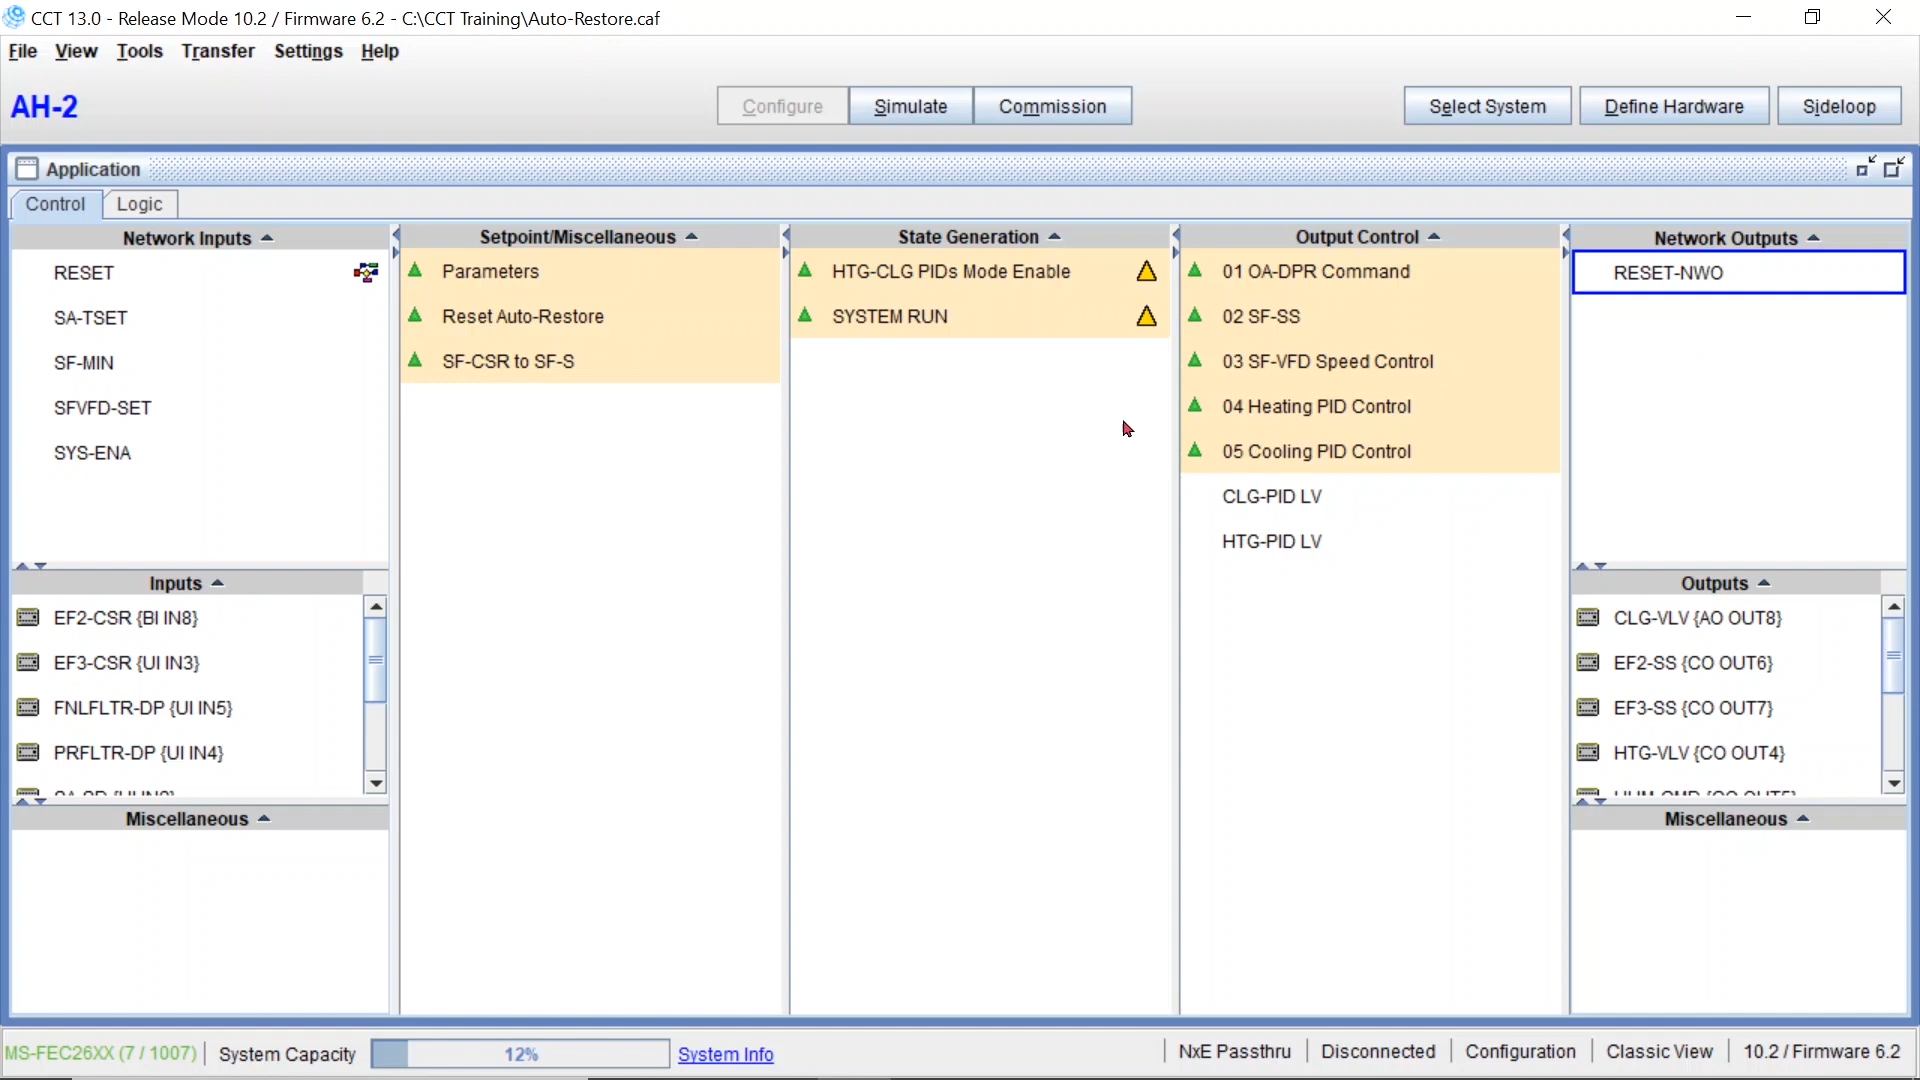 CCT 13.0 - Release Mode 10.2 / Firmware 6.2 - C:\CCT Training\Auto-Restore.caf
File View Tools Transfer Settings Help
AH-2
Configure Simulate Commission
Select System Define Hardware Sideloop
Application
Control Logic
Network Inputs
RESET
SA-TSET
SF-MIN
SFVFD-SET
SYS-ENA
Inputs
EF2-CSR {BI IN8}
EF3-CSR {UI IN3}
FNLFLTR-DP {UI IN5}
PRFLTR-DP {UI IN4}
Miscellaneous
Setpoint/Miscellaneous
Parameters
Reset Auto-Restore
SF-CSR to SF-S
State Generation
HTG-CLG PIDs Mode Enable
SYSTEM RUN
Output Control
01 OA-DPR Command
02 SF-SS
03 SF-VFD Speed Control
04 Heating PID Control
05 Cooling PID Control
CLG-PID LV
HTG-PID LV
Network Outputs
RESET-NWO
Outputs
CLG-VLV {AO OUT8}
EF2-SS {CO OUT6}
EF3-SS {CO OUT7}
HTG-VLV {CO OUT4}
Miscellaneous
MS-FEC26XX (7 / 1007) System Capacity 12% System Info
NxE Passthru Disconnected Configuration Classic View 10.2 / Firmware 6.2